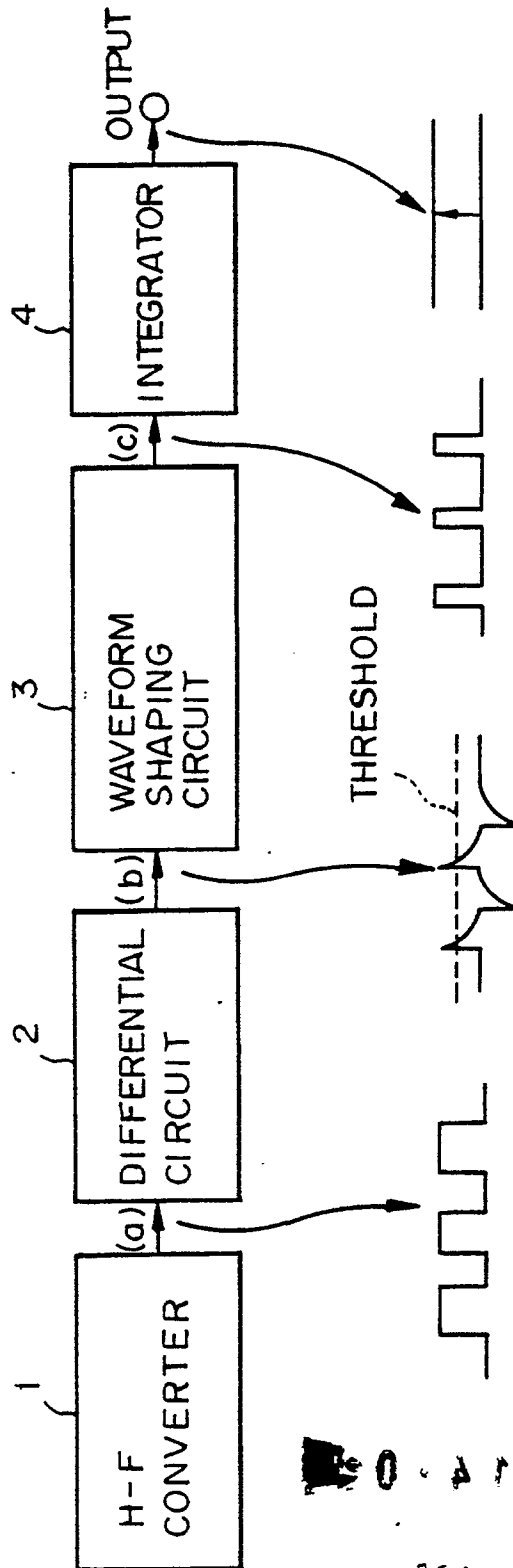 1
H-F
CONVERTER
(a)
2
DIFFERENTIAL
CIRCUIT
(b)
3
WAVEFORM
SHAPING
CIRCUIT
(c)
4
INTEGRATOR
OUTPUT
THRESHOLD